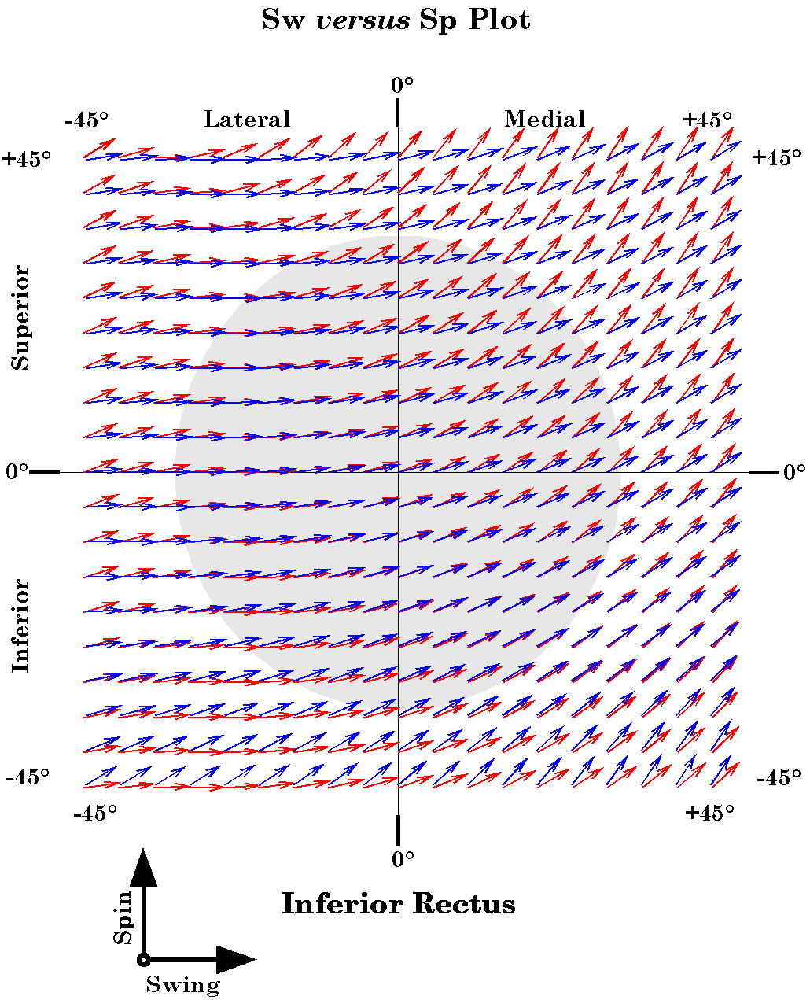 Sw versus Sp Plot
0°
-45° Lateral Medial +45°
+45° +45°
Superior
0° 0°
Inferior
-45° -45°
-45° +45°
0°
Inferior Rectus
Spin
Swing